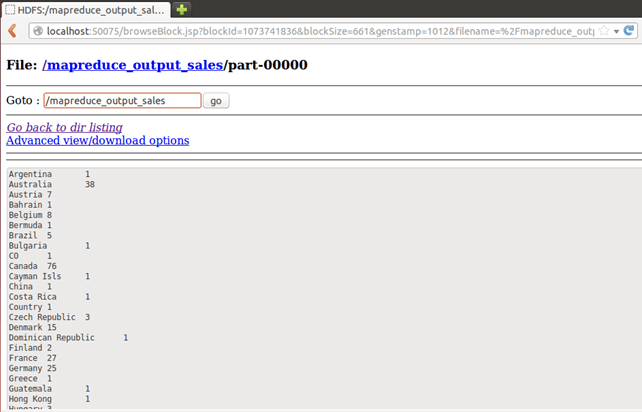 HDFS:/mapreduce_output_sal...
localhost:50075/browseBlock.jsp?blockId=1073741836&blockSize=661&genstamp=1012&filename=%2Fmapreduce_outp
File: /mapreduce_output_sales/part-00000
Goto : /mapreduce_output_sales go
Go back to dir listing
Advanced view/download options
Argentina 1
Australia 38
Austria 7
Bahrain 1
Belgium 8
Bermuda 1
Brazil 5
Bulgaria 1
CO 1
Canada 76
Cayman Isls 1
China 1
Costa Rica 1
Country 1
Czech Republic 3
Denmark 15
Dominican Republic 1
Finland 2
France 27
Germany 25
Greece 1
Guatemala 1
Hong Kong 1
Hungary 3